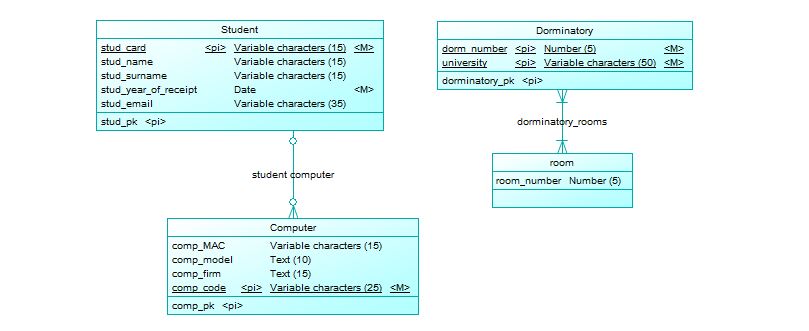 Student
stud_card <pi> Variable characters (15) <M>
stud_name Variable characters (15)
stud_surname Variable characters (15)
stud_year_of_receipt Date <M>
stud_email Variable characters (35)
stud_pk <pi>
student computer
Computer
comp_MAC Variable characters (15)
comp_model Text (10)
comp_firm Text (15)
comp_code <pi> Variable characters (25) <M>
comp_pk <pi>
Dorminatory
dorm_number <pi> Number (5) <M>
university <pi> Variable characters (50) <M>
dorminatory_pk <pi>
dorminatory_rooms
room
room_number Number (5)